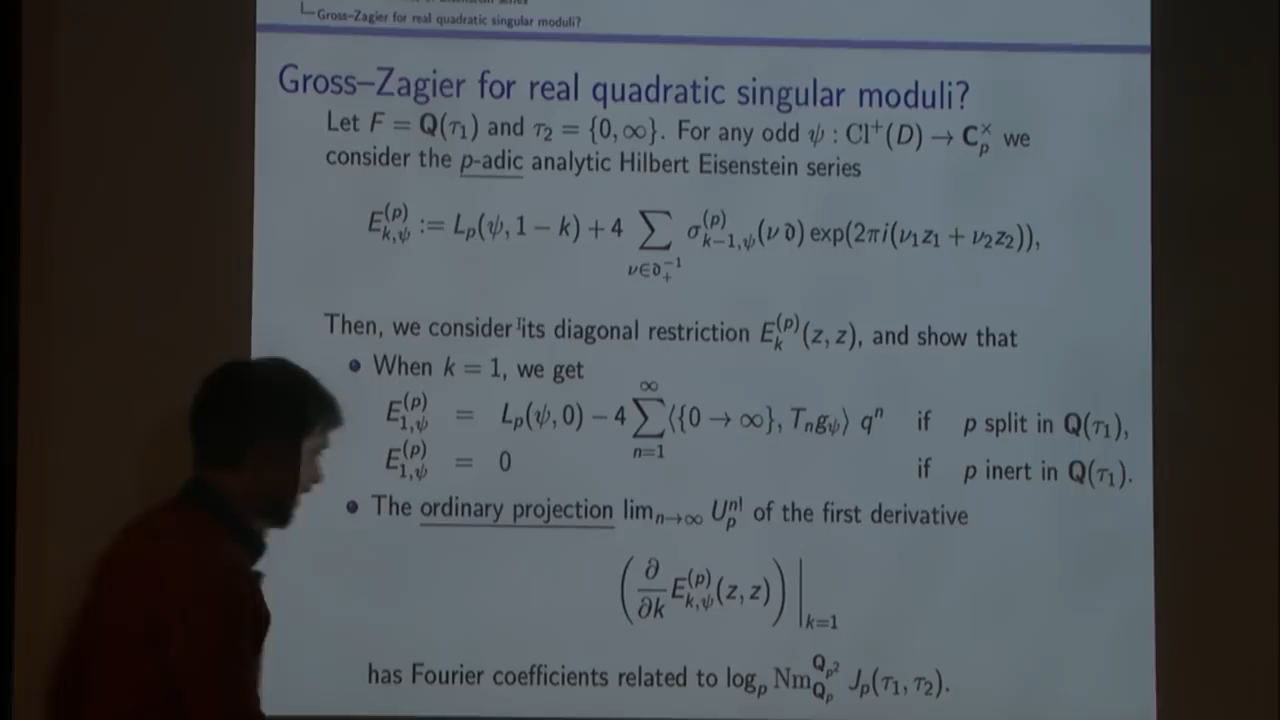 Gross–Zagier for real quadratic singular moduli?
Gross–Zagier for real quadratic singular moduli?
Let F = Q(τ₁) and τ₂ = {0, ∞}. For any odd ψ : Cl⁺(D) → C_p^× we
consider the p-adic analytic Hilbert Eisenstein series
E_{k,ψ}^{(p)} := L_p(ψ, 1 − k) + 4 ∑_{ν∈𝔡_+^{−1}} σ_{k−1,ψ}^{(p)}(ν 𝔡) exp(2πi(ν₁z₁ + ν₂z₂)),
Then, we consider its diagonal restriction E_k^{(p)}(z, z), and show that
• When k = 1, we get
E_{1,ψ}^{(p)} = L_p(ψ, 0) − 4 ∑_{n=1}^{∞} ⟨{0 → ∞}, T_n g_ψ⟩ qⁿ if p split in Q(τ₁),
E_{1,ψ}^{(p)} = 0 if p inert in Q(τ₁).
• The ordinary projection lim_{n→∞} U_p^{n!} of the first derivative
(∂/∂k E_{k,ψ}^{(p)}(z, z))|_{k=1}
has Fourier coefficients related to log_p Nm_{Q_p}^{Q_{p²}} J_p(τ₁, τ₂).